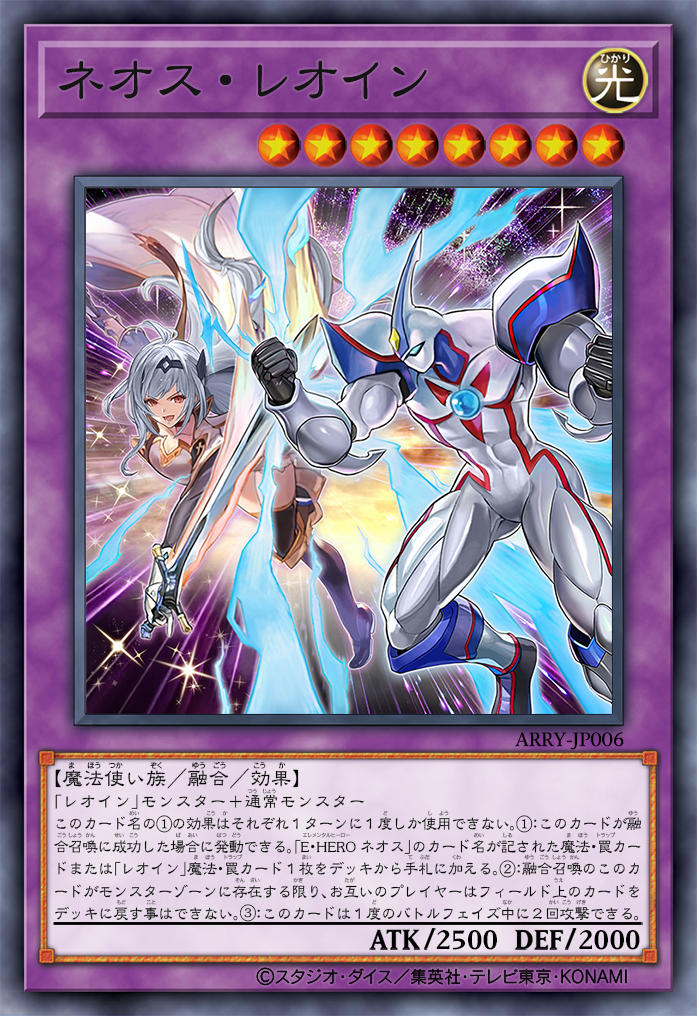 ネオス・レオイン
ひかり
光
ARRY-JP006
【魔法使い族／融合／効果】
「レオイン」モンスター＋通常モンスター
このカード名の①の効果はそれぞれ１ターンに１度しか使用できない。①：このカードが融
合召喚に成功した場合に発動できる。「E・HERO ネオス」のカード名が記された魔法・罠カー
ドまたは「レオイン」魔法・罠カード１枚をデッキから手札に加える。②：融合召喚のこのカ
ードがモンスターゾーンに存在する限り、お互いのプレイヤーはフィールド上のカードを
デッキに戻す事はできない。③：このカードは１度のバトルフェイズ中に２回攻撃できる。
ATK/2500 DEF/2000
©スタジオ・ダイス／集英社・テレビ東京・KONAMI